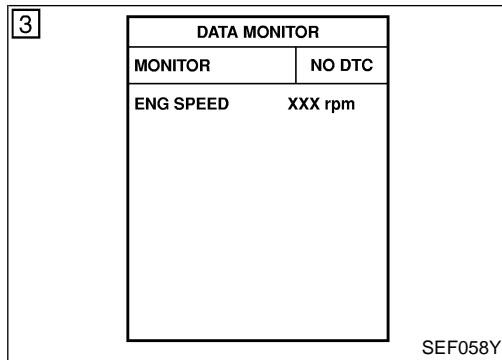 3
DATA MONITOR
MONITOR NO DTC
ENG SPEED XXX rpm
SEF058Y